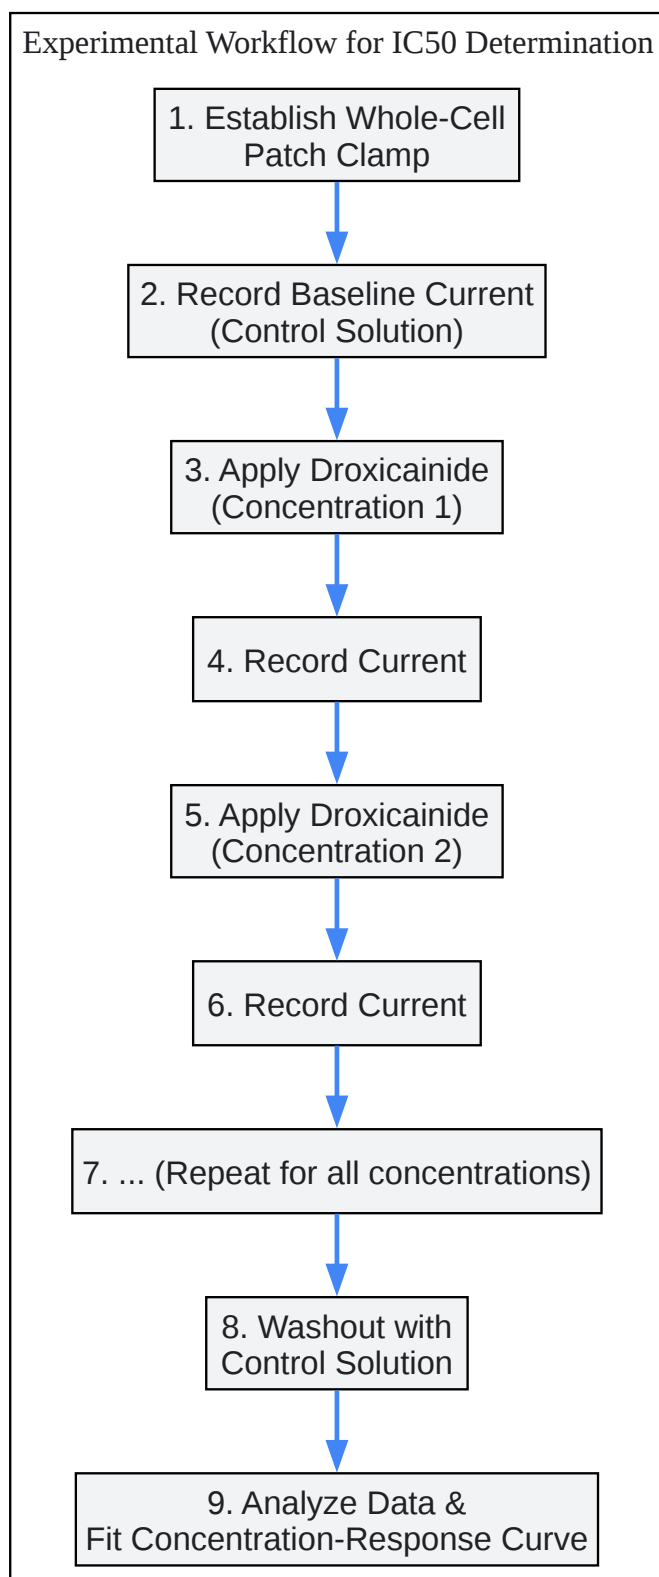 Experimental Workflow for IC50 Determination
1. Establish Whole-Cell
Patch Clamp
2. Record Baseline Current
(Control Solution)
3. Apply Droxicainide
(Concentration 1)
4. Record Current
5. Apply Droxicainide
(Concentration 2)
6. Record Current
7. ... (Repeat for all concentrations)
8. Washout with
Control Solution
9. Analyze Data &
Fit Concentration-Response Curve